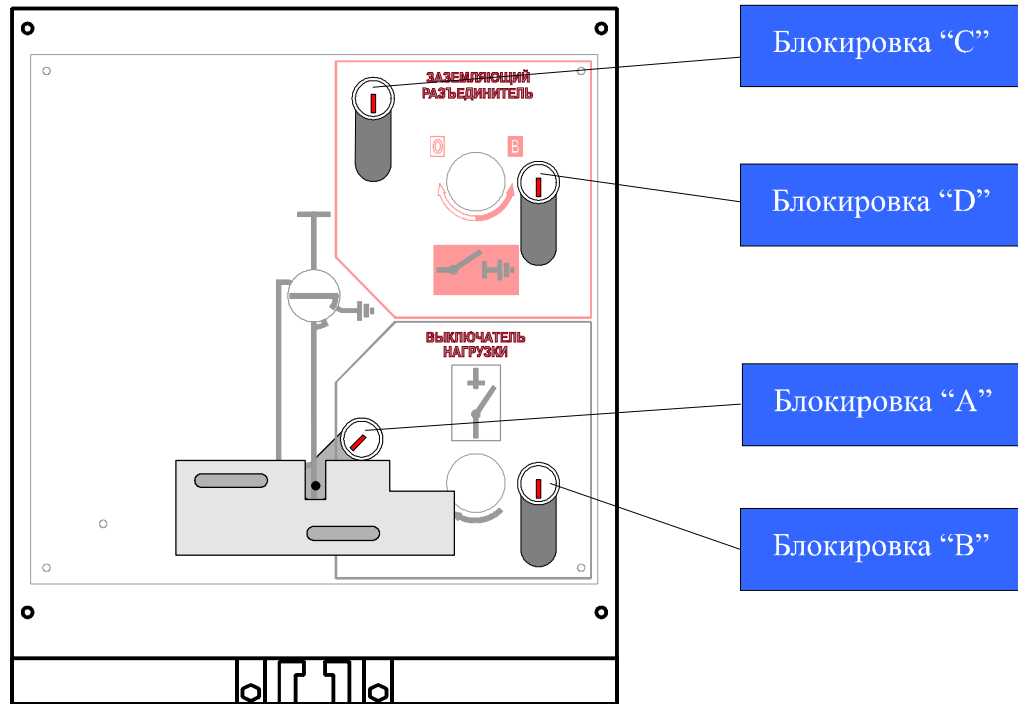 Блокировка “C”
ЗАЗЕМЛЯЮЩИЙ
РАЗЪЕДИНИТЕЛЬ
O
В
Блокировка “D”
ВЫКЛЮЧАТЕЛЬ
НАГРУЗКИ
Блокировка “A”
Блокировка “B”